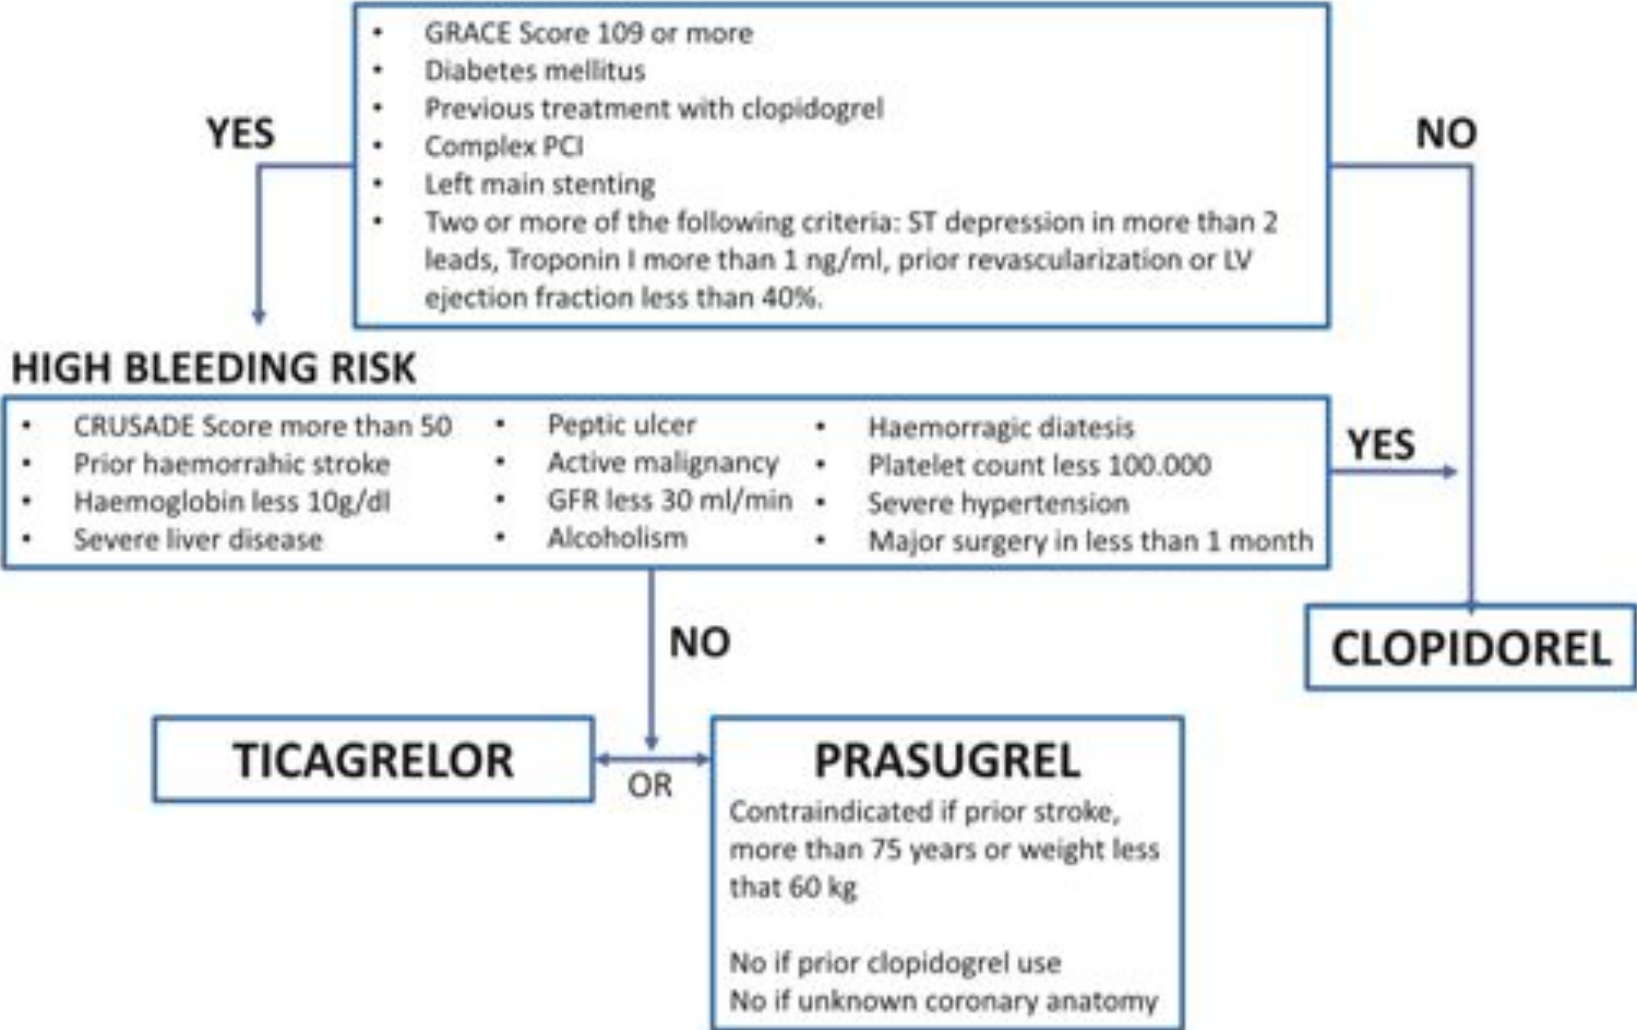 GRACE Score 109 or more
Diabetes mellitus
Previous treatment with clopidogrel
Complex PCI
Left main stenting
Two or more of the following criteria: ST depression in more than 2
leads, Troponin I more than 1 ng/ml, prior revascularization or LV
ejection fraction less than 40%.
YES
NO
HIGH BLEEDING RISK
CRUSADE Score more than 50
Prior haemorrahic stroke
Haemoglobin less 10g/dl
Severe liver disease
Peptic ulcer
Active malignancy
GFR less 30 ml/min
Alcoholism
Haemorragic diatesis
Platelet count less 100.000
Severe hypertension
Major surgery in less than 1 month
YES
NO
CLOPIDOREL
TICAGRELOR
OR
PRASUGREL
Contraindicated if prior stroke,
more than 75 years or weight less
that 60 kg
No if prior clopidogrel use
No if unknown coronary anatomy